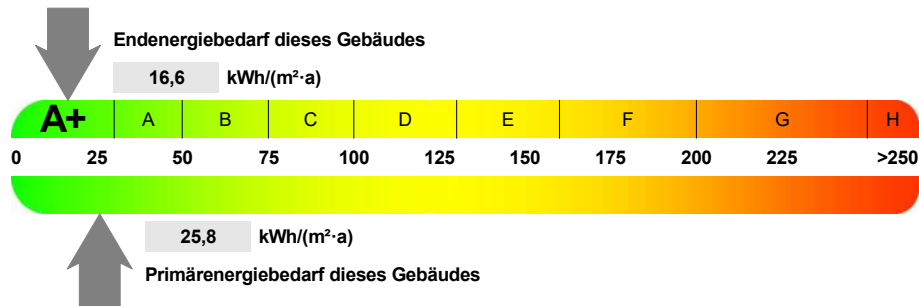 Endenergiebedarf dieses Gebäudes
16,6 kWh/(m²·a)
A+ A B C D E F G H
0 25 50 75 100 125 150 175 200 225 >250
25,8 kWh/(m²·a)
Primärenergiebedarf dieses Gebäudes